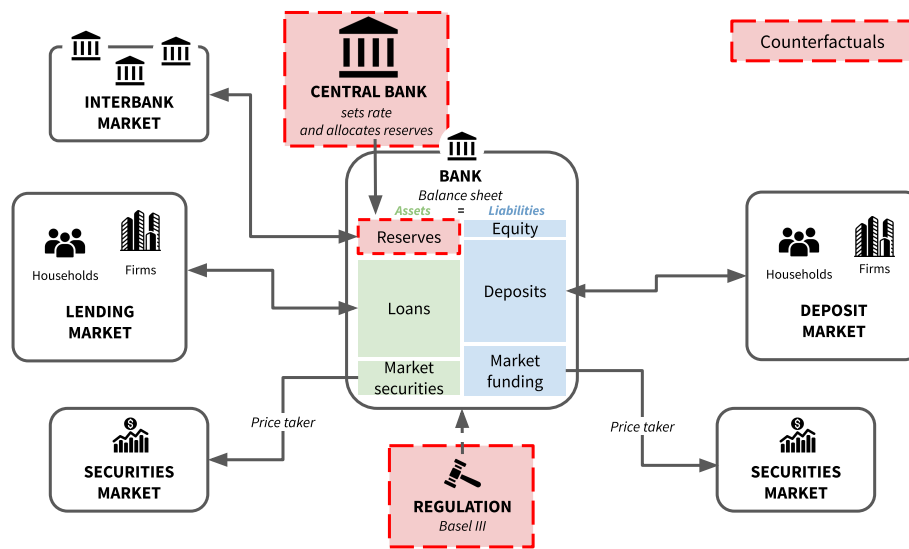 Counterfactuals
INTERBANK
MARKET
CENTRAL BANK
sets rate
and allocates reserves
BANK
Balance sheet
Assets = Liabilities
Reserves
Equity
Loans
Deposits
Market
securities
Market
funding
Households
Firms
LENDING
MARKET
Households
Firms
DEPOSIT
MARKET
Price taker
Price taker
$
SECURITIES
MARKET
$
SECURITIES
MARKET
REGULATION
Basel III